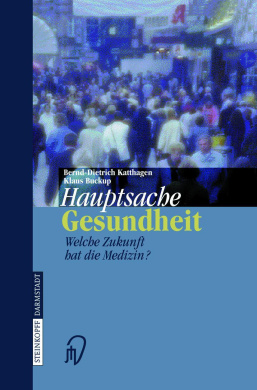 Bernd-Dietrich Katthagen
Klaus Buckup
Hauptsache
Gesundheit
Welche Zukunft
hat die Medizin?
STEINKOPFF DARMSTADT